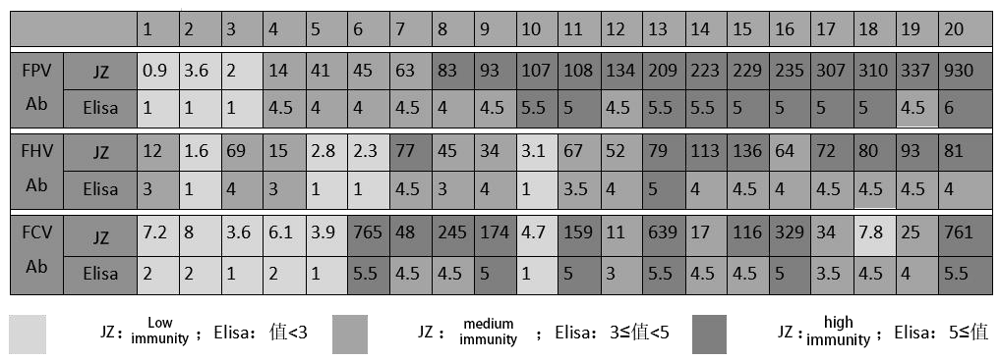 1 2 3 4 5 6 7 8 9 10 11 12 13 14 15 16 17 18 19 20
FPV Ab JZ 0.9 3.6 2 14 41 45 63 83 93 107 108 134 209 223 229 235 307 310 337 930
Elisa 1 1 1 4.5 4 4 4.5 4 4.5 5.5 5 4.5 5.5 5.5 5 5 5 5 4.5 6
FHV Ab JZ 12 1.6 69 15 2.8 2.3 77 45 34 3.1 67 52 79 113 136 64 72 80 93 81
Elisa 3 1 4 3 1 1 4.5 3 4 1 3.5 4 5 4 4.5 4 4.5 4.5 4.5 4
FCV Ab JZ 7.2 8 3.6 6.1 3.9 765 48 245 174 4.7 159 11 639 17 116 329 34 7.8 25 761
Elisa 2 2 1 2 1 5.5 4.5 4.5 5 1 5 3 5.5 4.5 4.5 5 3.5 4.5 4 5.5
JZ：Low immunity；Elisa：值<3 JZ：medium immunity；Elisa：3≤值<5 JZ：high immunity；Elisa：5≤值